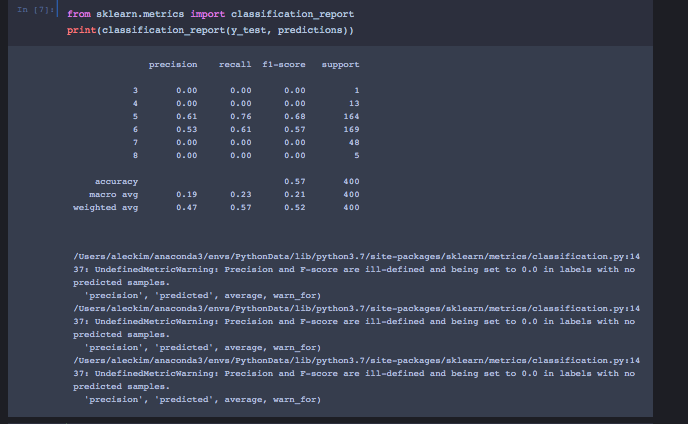 In [7]:
from sklearn.metrics import classification_report
print(classification_report(y_test, predictions))
precision recall f1-score support
3 0.00 0.00 0.00 1
4 0.00 0.00 0.00 13
5 0.61 0.76 0.68 164
6 0.53 0.61 0.57 169
7 0.00 0.00 0.00 48
8 0.00 0.00 0.00 5
accuracy 0.57 400
macro avg 0.19 0.23 0.21 400
weighted avg 0.47 0.57 0.52 400
/Users/aleckim/anaconda3/envs/PythonData/lib/python3.7/site-packages/sklearn/metrics/classification.py:14
37: UndefinedMetricWarning: Precision and F-score are ill-defined and being set to 0.0 in labels with no
predicted samples.
'precision', 'predicted', average, warn_for)
/Users/aleckim/anaconda3/envs/PythonData/lib/python3.7/site-packages/sklearn/metrics/classification.py:14
37: UndefinedMetricWarning: Precision and F-score are ill-defined and being set to 0.0 in labels with no
predicted samples.
'precision', 'predicted', average, warn_for)
/Users/aleckim/anaconda3/envs/PythonData/lib/python3.7/site-packages/sklearn/metrics/classification.py:14
37: UndefinedMetricWarning: Precision and F-score are ill-defined and being set to 0.0 in labels with no
predicted samples.
'precision', 'predicted', average, warn_for)